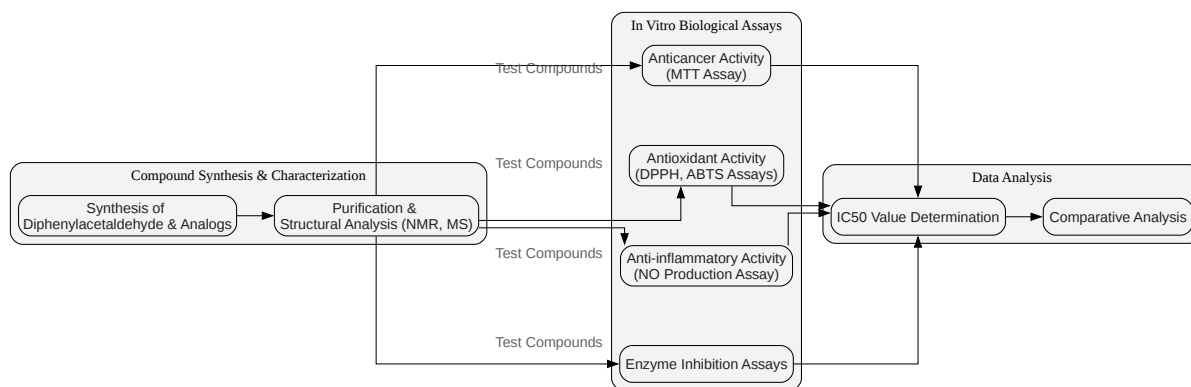 Compound Synthesis & Characterization
Synthesis of
Diphenylacetaldehyde & Analogs
Purification &
Structural Analysis (NMR, MS)
Test Compounds
Test Compounds
Test Compounds
Test Compounds
In Vitro Biological Assays
Anticancer Activity
(MTT Assay)
Antioxidant Activity
(DPPH, ABTS Assays)
Anti-inflammatory Activity
(NO Production Assay)
Enzyme Inhibition Assays
Data Analysis
IC50 Value Determination
Comparative Analysis